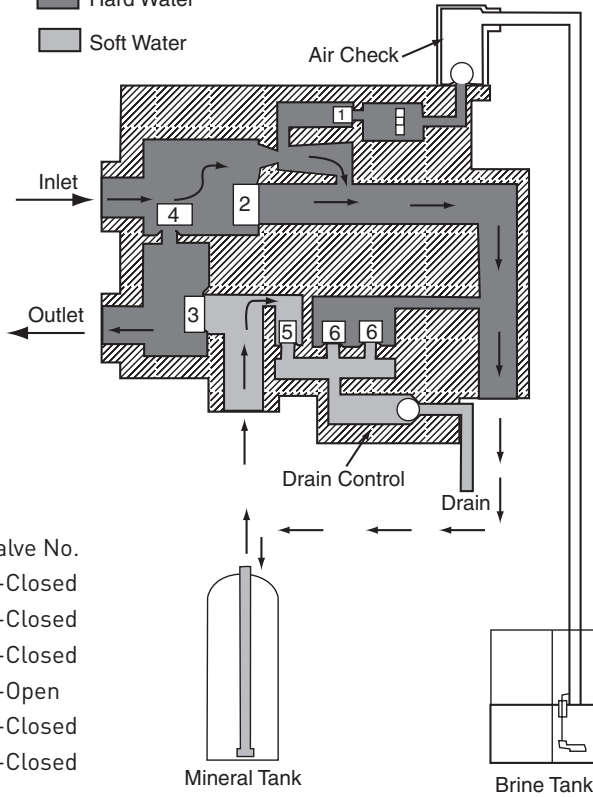 Hard Water
Soft Water
Air Check
1
Inlet
4
2
Outlet
3
5
6
6
Drain Control
Drain
Valve No.
-Closed
-Closed
-Closed
-Open
-Closed
-Closed
Mineral Tank
Brine Tank